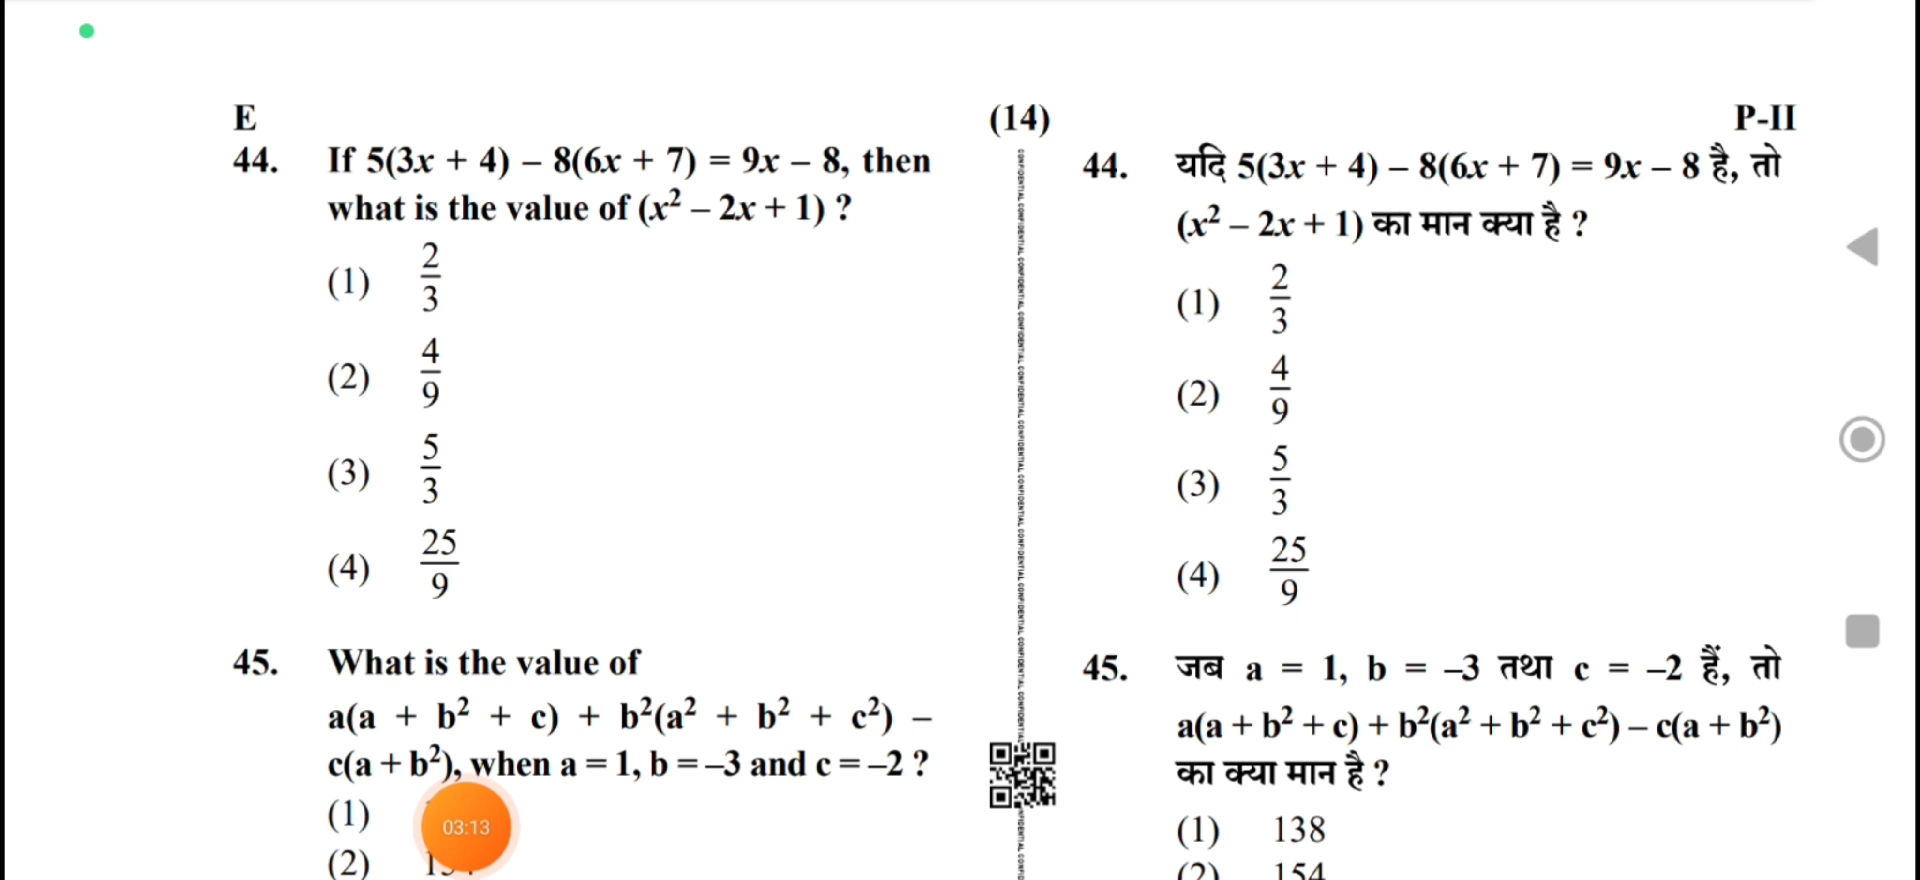 E
(14)
P-II
44. If 5(3x + 4) – 8(6x + 7) = 9x – 8, then
what is the value of (x² – 2x + 1) ?
(1) 2/3
(2) 4/9
(3) 5/3
(4) 25/9
45. What is the value of
a(a + b² + c) + b²(a² + b² + c²) –
c(a + b²), when a = 1, b = –3 and c = –2 ?
(1)
(2)
03:13
44. यदि 5(3x + 4) – 8(6x + 7) = 9x – 8 है, तो
(x² – 2x + 1) का मान क्या है ?
(1) 2/3
(2) 4/9
(3) 5/3
(4) 25/9
45. जब a = 1, b = –3 तथा c = –2 हैं, तो
a(a + b² + c) + b²(a² + b² + c²) – c(a + b²)
का क्या मान है ?
(1) 138
(2) 154